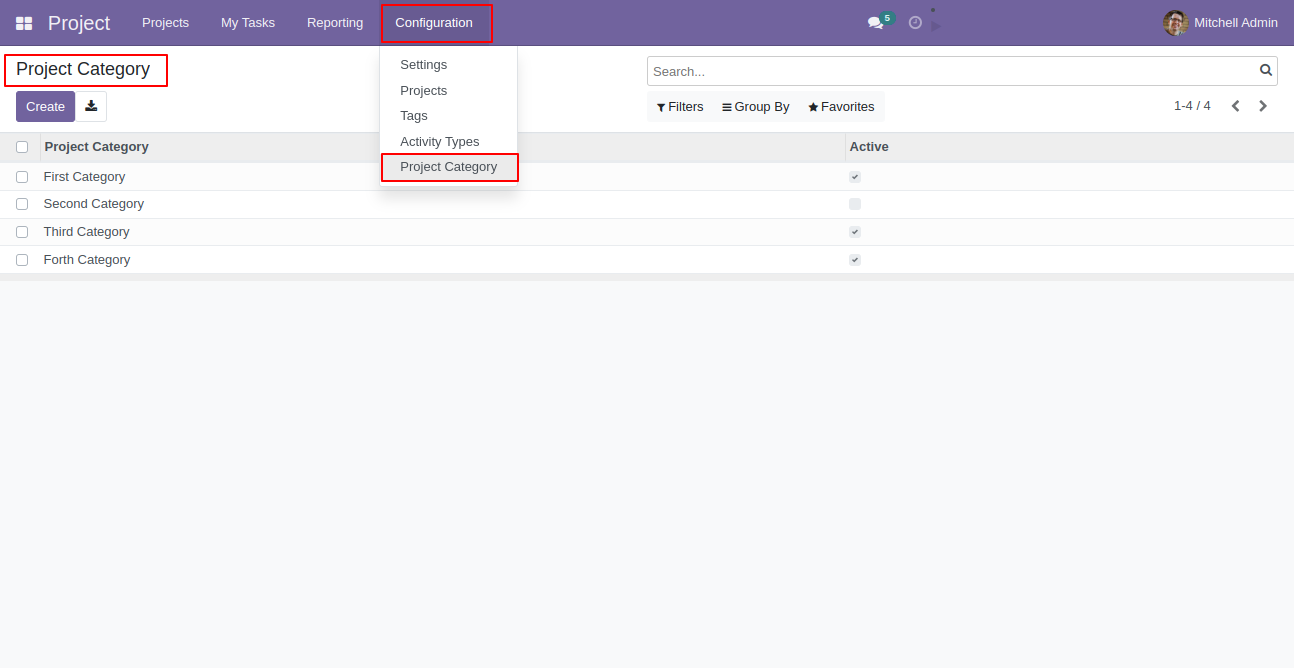 Project Projects My Tasks Reporting Configuration 5 Mitchell Admin
Project Category
Search...
Create
Filters Group By Favorites 1-4 / 4
Settings
Projects
Tags
Activity Types
Project Category
Project Category Active
First Category
Second Category
Third Category
Forth Category